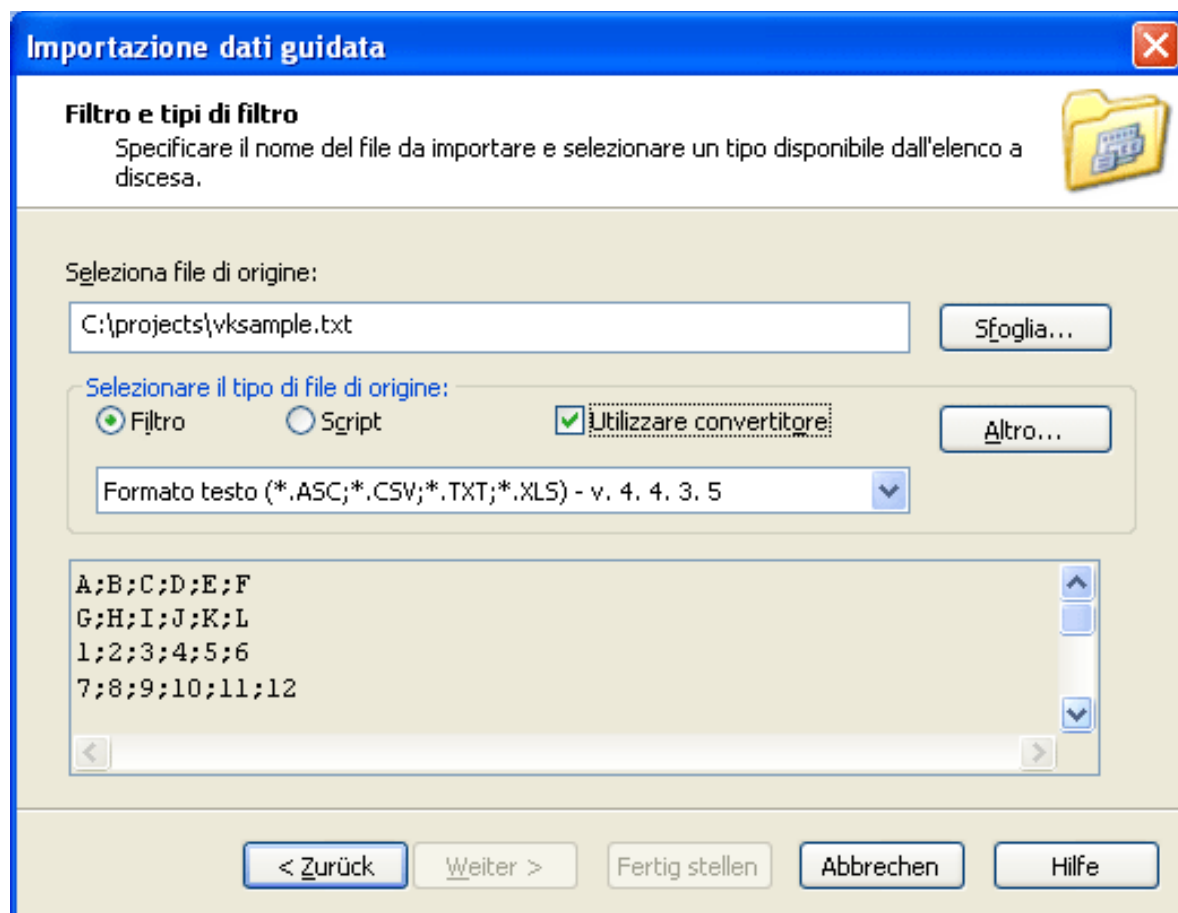 Importazione dati guidata
Filtro e tipi di filtro
Specificare il nome del file da importare e selezionare un tipo disponibile dall'elenco a
discesa.
Seleziona file di origine:
C:\projects\vksample.txt
Sfoglia...
Selezionare il tipo di file di origine:
Filtro
Script
Utilizzare convertitore
Altro...
Formato testo (*.ASC;*.CSV;*.TXT;*.XLS) - v. 4. 4. 3. 5
A;B;C;D;E;F
G;H;I;J;K;L
1;2;3;4;5;6
7;8;9;10;11;12
< Zurück
Weiter >
Fertig stellen
Abbrechen
Hilfe